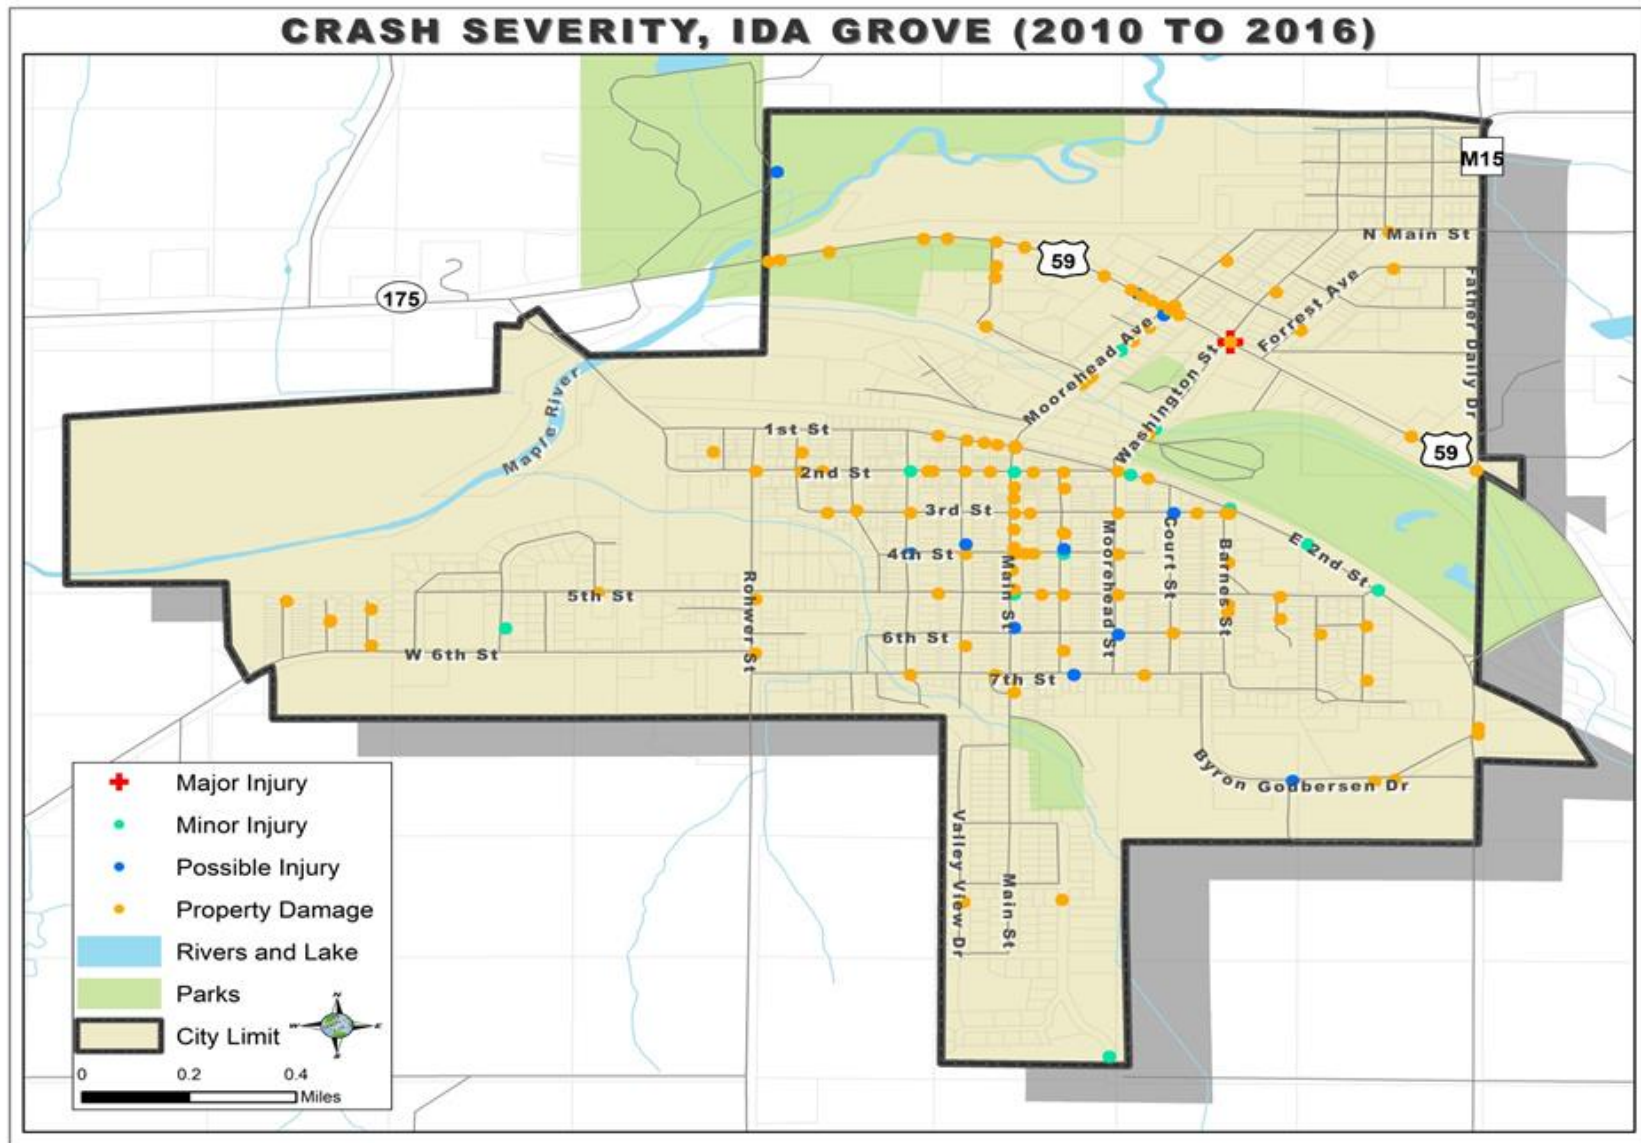 CRASH SEVERITY, IDA GROVE (2010 TO 2016)
M15
N Main St
59
175
Forrest Ave
Father Daily Dr
Moorehead Ave
Washington St
Maple River
1st St
59
2nd St
3rd St
4th St
Main St
Moorehead St
Court St
Barnes St
E 2nd St
5th St
Rohwer St
6th St
W 6th St
7th St
Byron Godbersen Dr
Valley View Dr
Main St
Major Injury
Minor Injury
Possible Injury
Property Damage
Rivers and Lake
Parks
City Limit
N
W
E
S
0 0.2 0.4
Miles